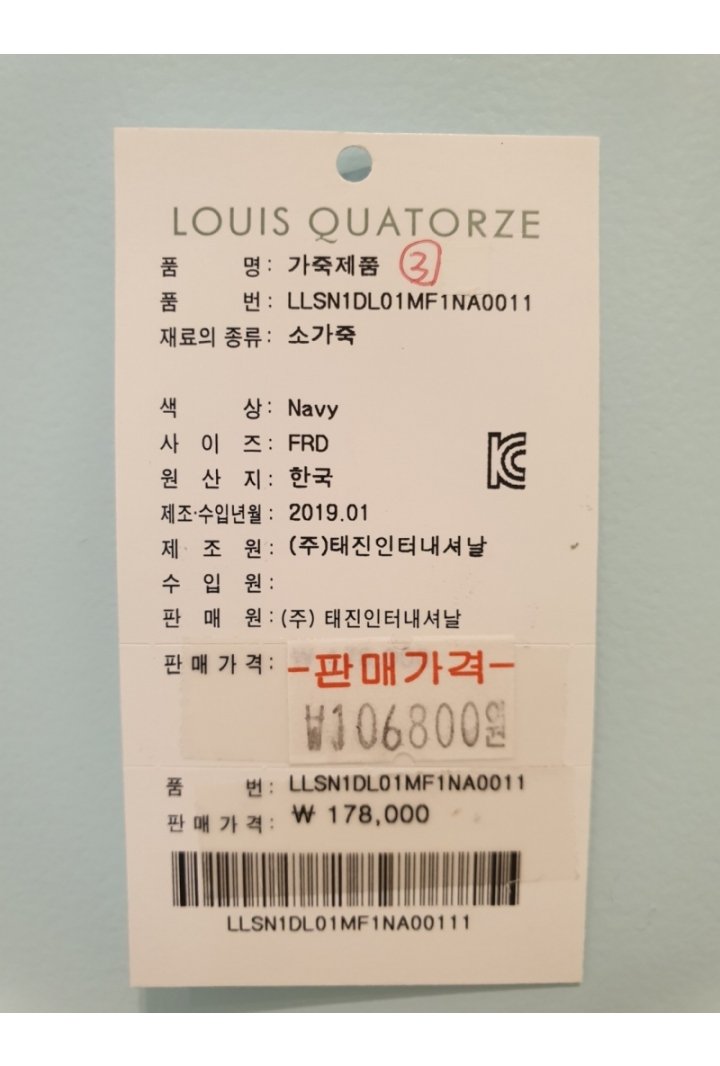 LOUIS QUATORZE
품 명: 가죽제품 ③
품 번: LLSN1DL01MF1NA0011
재료의 종류: 소가죽
색 상: Navy
사 이 즈: FRD
원 산 지: 한국
제조·수입년월: 2019.01
제 조 원: (주)태진인터내셔날
수 입 원:
판 매 원: (주) 태진인터내셔날
판 매 가 격: -판매가격-
₩106800원
품 번: LLSN1DL01MF1NA0011
판 매 가 격: ₩ 178,000
LLSN1DL01MF1NA00111